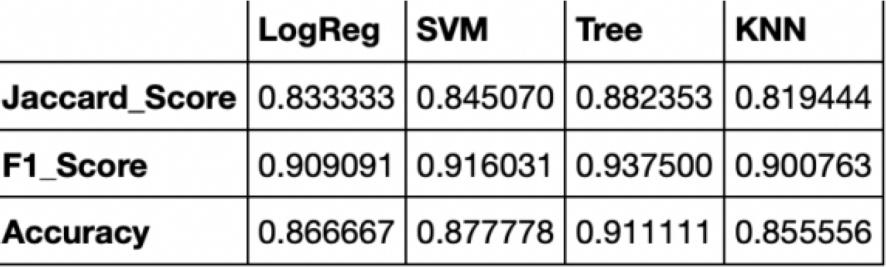 LogReg SVM Tree KNN
Jaccard_Score 0.833333 0.845070 0.882353 0.819444
F1_Score 0.909091 0.916031 0.937500 0.900763
Accuracy 0.866667 0.877778 0.911111 0.855556